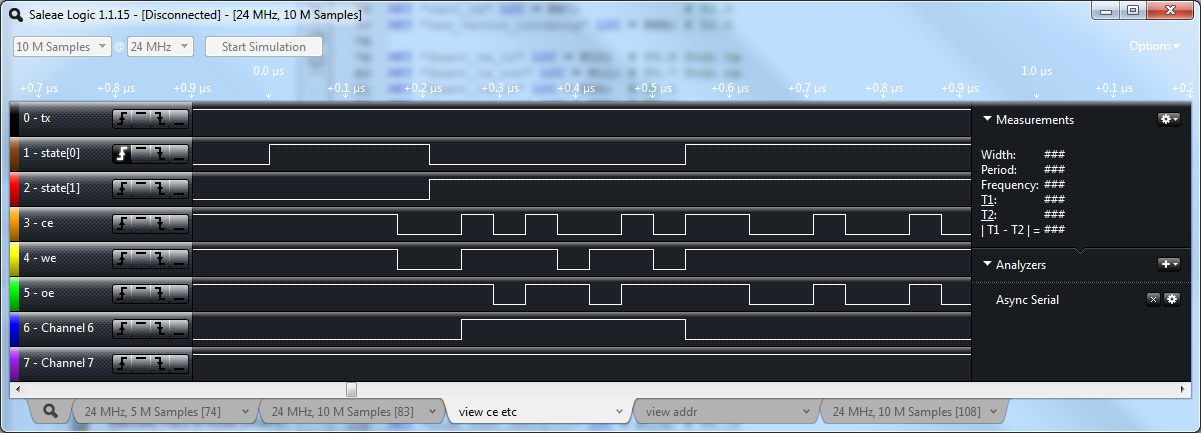 Saleae Logic 1.1.15 - [Disconnected] - [24 MHz, 10 M Samples]
10 M Samples @ 24 MHz Start Simulation Options
0.0 µs 1.0 µs
+0.7 µs +0.8 µs +0.9 µs +0.1 µs +0.2 µs +0.3 µs +0.4 µs +0.5 µs +0.6 µs +0.7 µs +0.8 µs +0.9 µs +0.1 µs +0.2
0 - tx
1 - state[0]
2 - state[1]
3 - ce
4 - we
5 - oe
6 - Channel 6
7 - Channel 7
Measurements
Width: ###
Period: ###
Frequency: ###
T1: ###
T2: ###
| T1 - T2 | = ###
Analyzers
Async Serial
24 MHz, 5 M Samples [74] 24 MHz, 10 M Samples [83] view ce etc view addr 24 MHz, 10 M Samples [108]